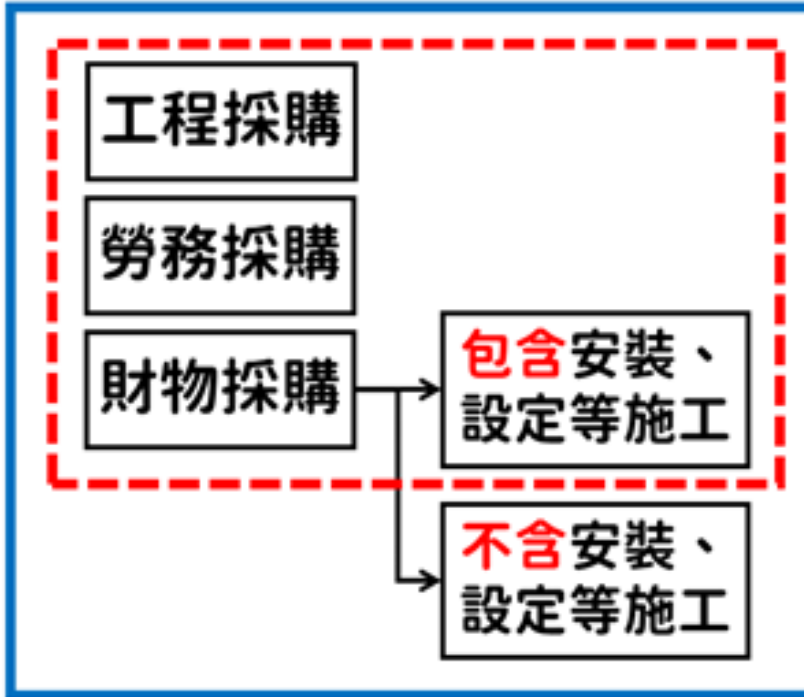 工程採購
勞務採購
財物採購
包含安裝、
設定等施工
不含安裝、
設定等施工